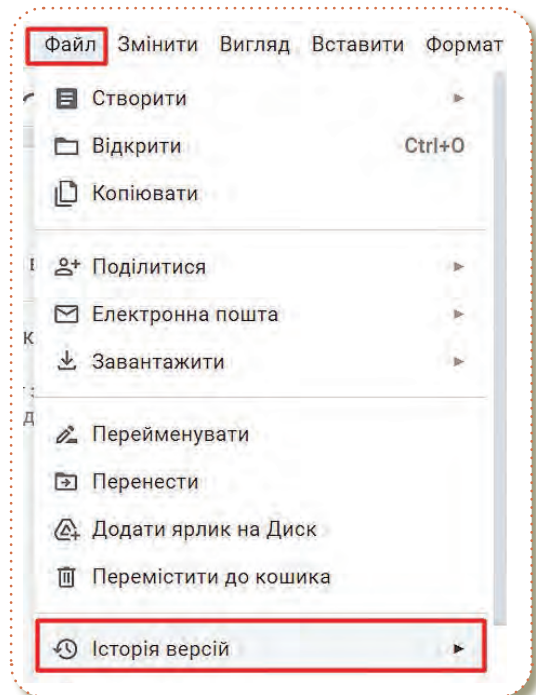 Файл Змінити Вигляд Вставити Формат
Створити
Відкрити Ctrl+O
Копіювати
Поділитися
Електронна пошта
Завантажити
Перейменувати
Перенести
Додати ярлик на Диск
Перемістити до кошика
Історія версій